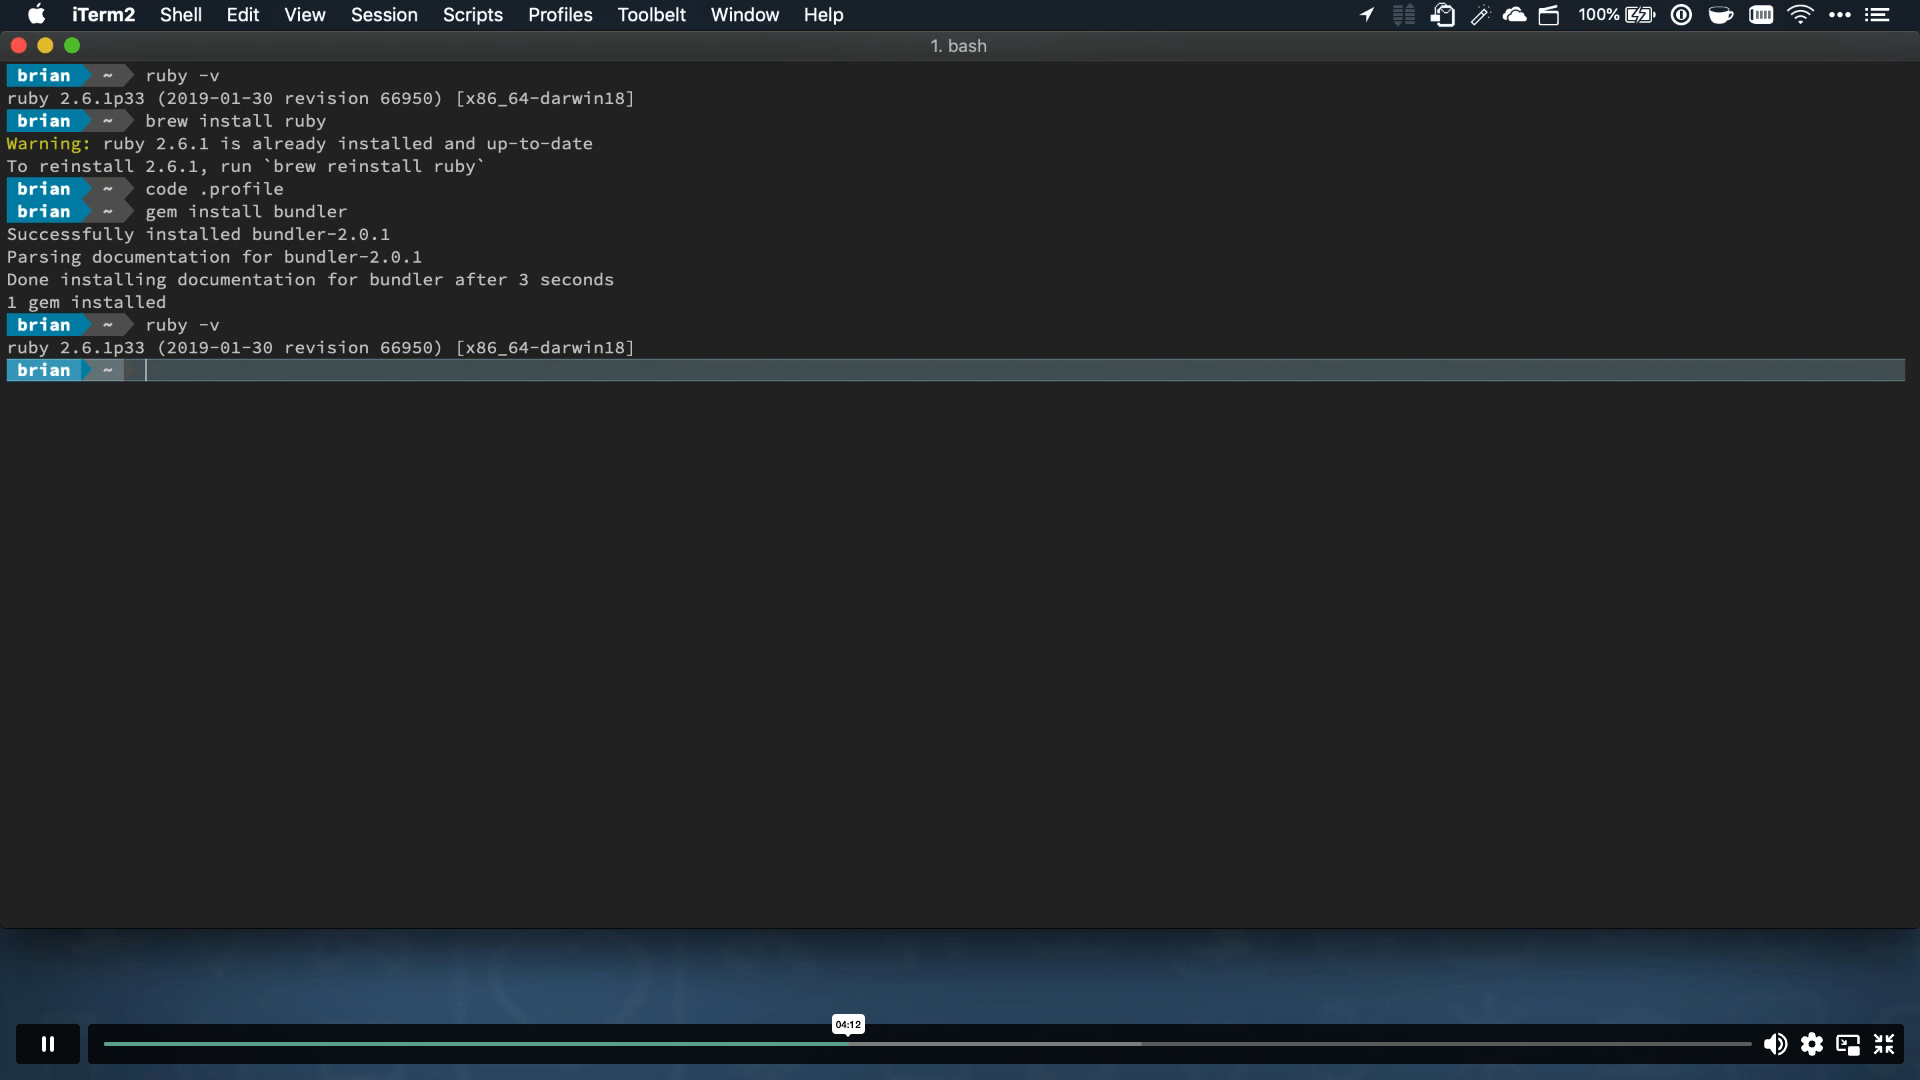 iTerm2 Shell Edit View Session Scripts Profiles Toolbelt Window Help 100%
1. bash
brian ~ ruby -v
ruby 2.6.1p33 (2019-01-30 revision 66950) [x86_64-darwin18]
brian ~ brew install ruby
Warning: ruby 2.6.1 is already installed and up-to-date
To reinstall 2.6.1, run `brew reinstall ruby`
brian ~ code .profile
brian ~ gem install bundler
Successfully installed bundler-2.0.1
Parsing documentation for bundler-2.0.1
Done installing documentation for bundler after 3 seconds
1 gem installed
brian ~ ruby -v
ruby 2.6.1p33 (2019-01-30 revision 66950) [x86_64-darwin18]
brian ~
04:12